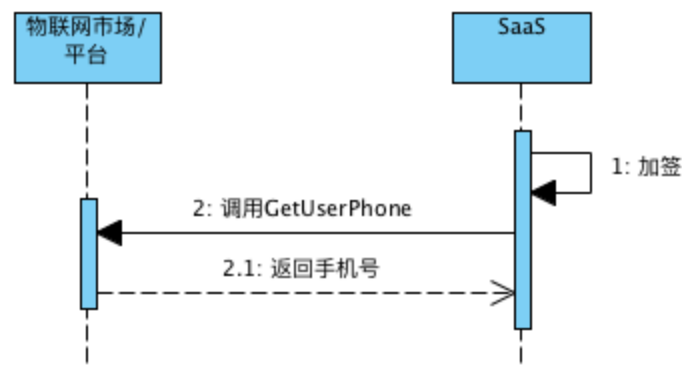 物联网市场/
平台
SaaS
1: 加签
2: 调用GetUserPhone
2.1: 返回手机号